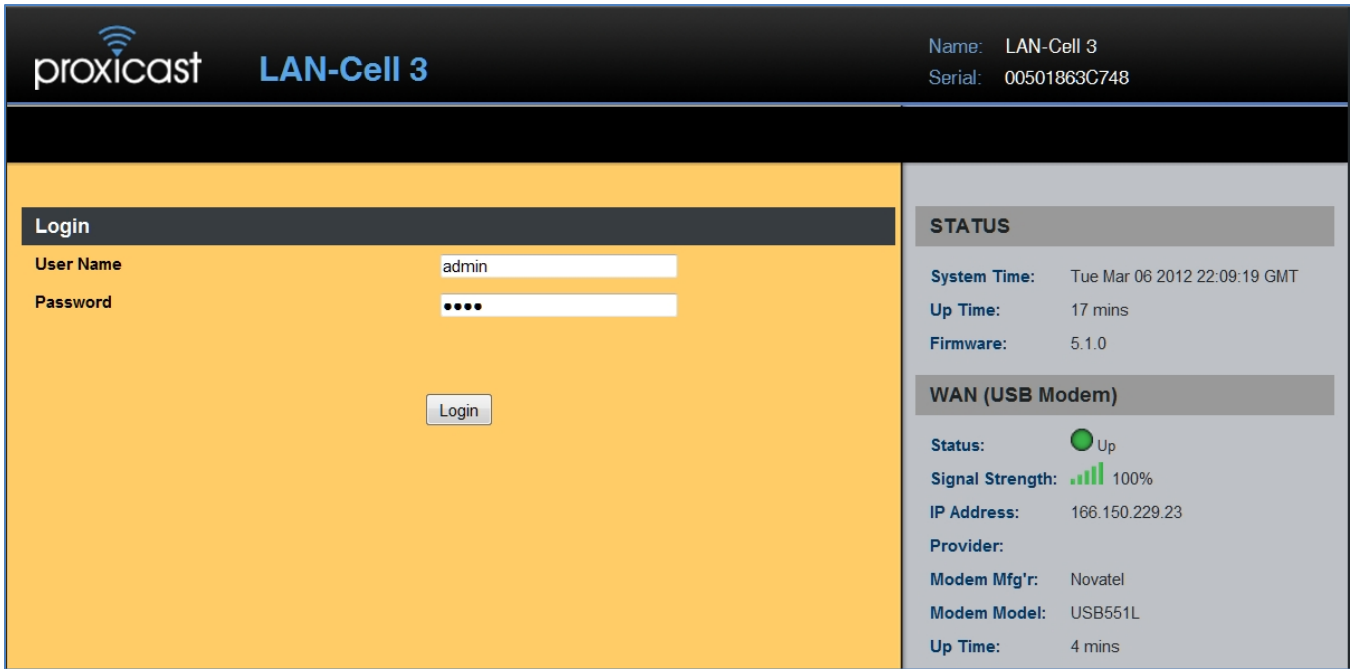 proxicast
LAN-Cell 3
Name: LAN-Cell 3
Serial: 00501863C748
Login
User Name admin
Password ••••
Login
STATUS
System Time: Tue Mar 06 2012 22:09:19 GMT
Up Time: 17 mins
Firmware: 5.1.0
WAN (USB Modem)
Status: Up
Signal Strength: 100%
IP Address: 166.150.229.23
Provider:
Modem Mfg'r: Novatel
Modem Model: USB551L
Up Time: 4 mins